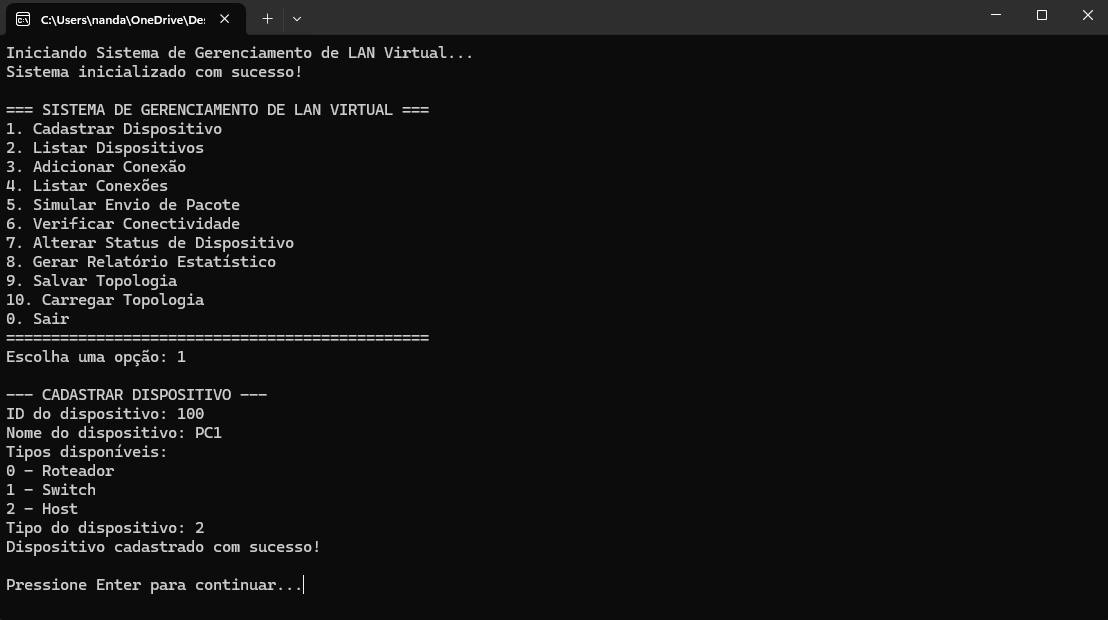 C:\Users\nanda\OneDrive\Des
Iniciando Sistema de Gerenciamento de LAN Virtual...
Sistema inicializado com sucesso!
=== SISTEMA DE GERENCIAMENTO DE LAN VIRTUAL ===
1. Cadastrar Dispositivo
2. Listar Dispositivos
3. Adicionar Conexão
4. Listar Conexões
5. Simular Envio de Pacote
6. Verificar Conectividade
7. Alterar Status de Dispositivo
8. Gerar Relatório Estatístico
9. Salvar Topologia
10. Carregar Topologia
0. Sair
===============================================
Escolha uma opção: 1
--- CADASTRAR DISPOSITIVO ---
ID do dispositivo: 100
Nome do dispositivo: PC1
Tipos disponíveis:
0 - Roteador
1 - Switch
2 - Host
Tipo do dispositivo: 2
Dispositivo cadastrado com sucesso!
Pressione Enter para continuar...